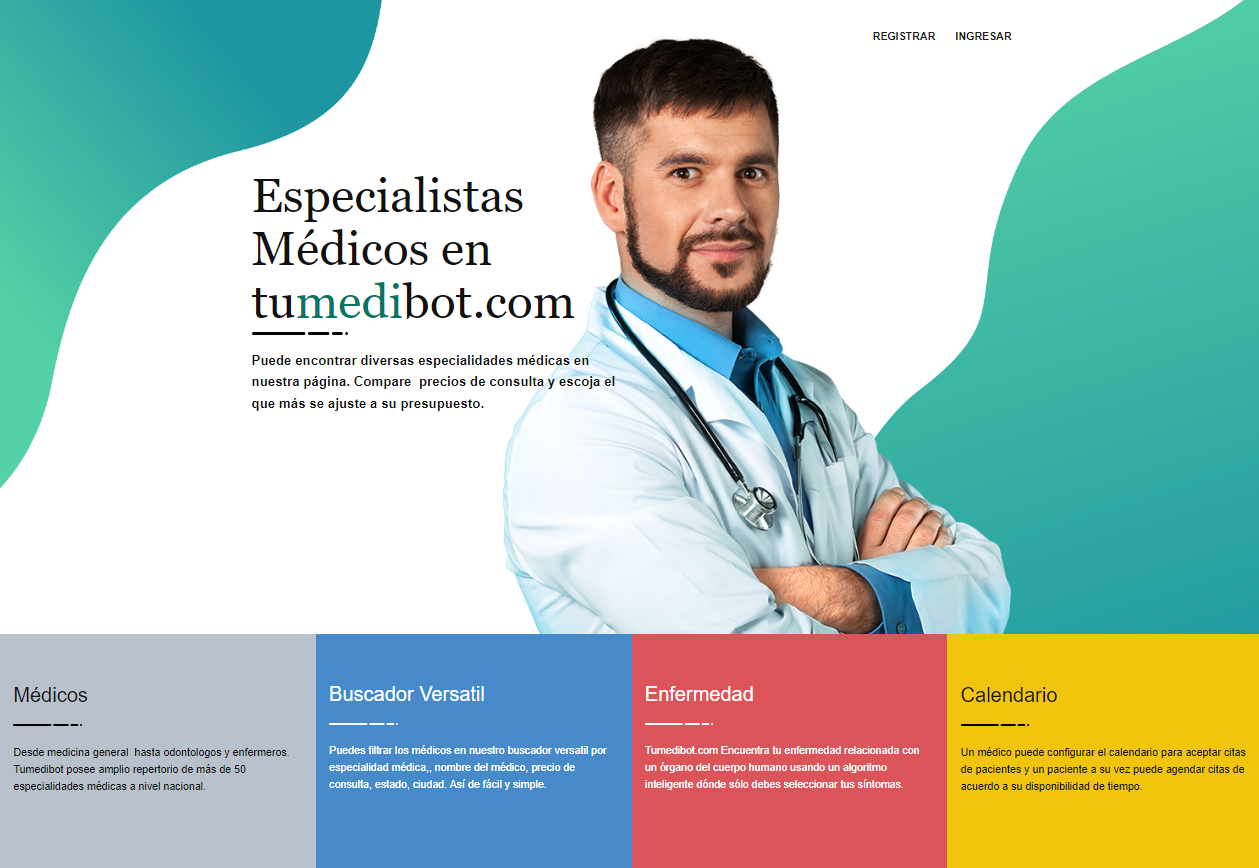 REGISTRAR INGRESAR
Especialistas
Médicos en
tumedibot.com
Puede encontrar diversas especialidades médicas en
nuestra página. Compare  precios de consulta y escoja el
que más se ajuste a su presupuesto.
Médicos
Desde medicina general  hasta odontologos y enfermeros.
Tumedibot posee amplio repertorio de más de 50
especialidades médicas a nivel nacional.
Buscador Versatil
Puedes filtrar los médicos en nuestro buscador versatil por
especialidad médica,, nombre del médico, precio de
consulta, estado, ciudad. Así de fácil y simple.
Enfermedad
Tumedibot.com Encuentra tu enfermedad relacionada con
un órgano del cuerpo humano usando un algoritmo
inteligente dónde sólo debes seleccionar tus síntomas.
Calendario
Un médico puede configurar el calendario para aceptar citas
de pacientes y un paciente a su vez puede agendar citas de
acuerdo a su disponibilidad de tiempo.